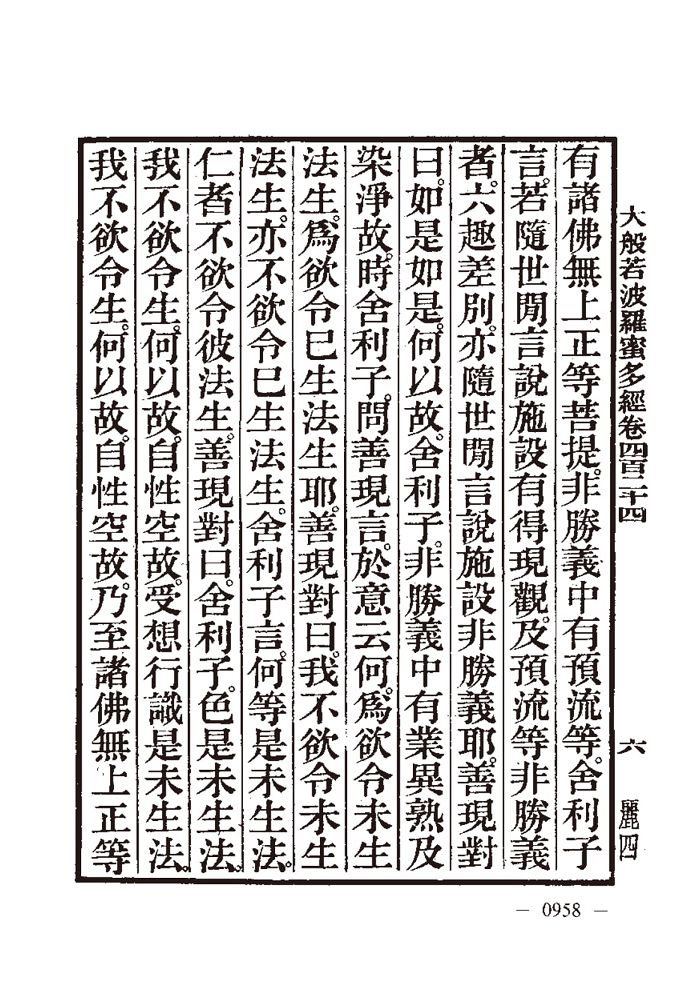 大般若波羅蜜多經卷四百二十四
六
麗四
有諸佛無上正等菩提。非勝義中有預流等。舍利子
言。若隨世閒言說施設有得現觀。及預流等非勝義
者。六趣差別。亦隨世閒言說施設非勝義耶。善現對
曰。如是如是。何以故。舍利子。非勝義中有業異熟及
染淨故。時舍利子。問善現言。於意云何。爲欲令未生
法生。爲欲令已生法生耶。善現對曰。我不欲令未生
法生。亦不欲令已生法生。舍利子言。何等是未生法。
仁者不欲令彼法生。善現對曰。舍利子。色是未生法。
我不欲令生。何以故。自性空故。受想行識是未生法。
我不欲令生。何以故。自性空故。乃至諸佛無上正等
— 0958 —